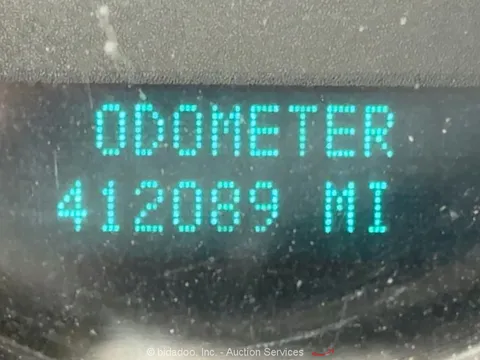 ODOMETER
412089 MI
© bidadoo, Inc. - Auction Services